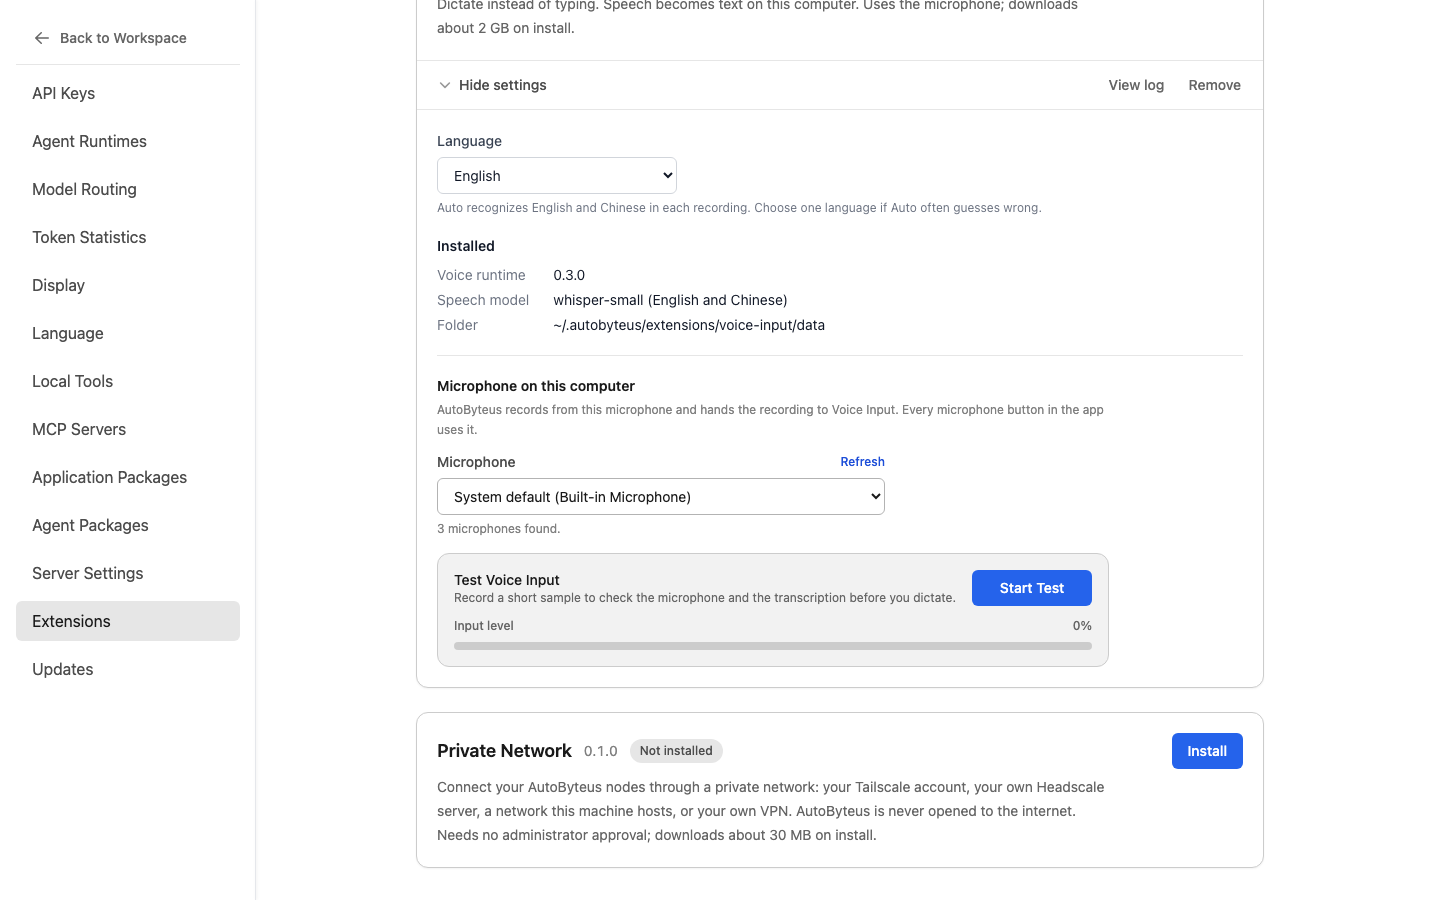 Back to Workspace
API Keys
Agent Runtimes
Model Routing
Token Statistics
Display
Language
Local Tools
MCP Servers
Application Packages
Agent Packages
Server Settings
Extensions
Updates
Dictate instead of typing. Speech becomes text on this computer. Uses the microphone; downloads
about 2 GB on install.
Hide settings
View log
Remove
Language
English
Auto recognizes English and Chinese in each recording. Choose one language if Auto often guesses wrong.
Installed
Voice runtime 0.3.0
Speech model whisper-small (English and Chinese)
Folder ~/.autobyteus/extensions/voice-input/data
Microphone on this computer
AutoByteus records from this microphone and hands the recording to Voice Input. Every microphone button in the app
uses it.
Microphone Refresh
System default (Built-in Microphone)
3 microphones found.
Test Voice Input
Record a short sample to check the microphone and the transcription before you dictate.
Start Test
Input level 0%
Private Network 0.1.0 Not installed
Install
Connect your AutoByteus nodes through a private network: your Tailscale account, your own Headscale
server, a network this machine hosts, or your own VPN. AutoByteus is never opened to the internet.
Needs no administrator approval; downloads about 30 MB on install.